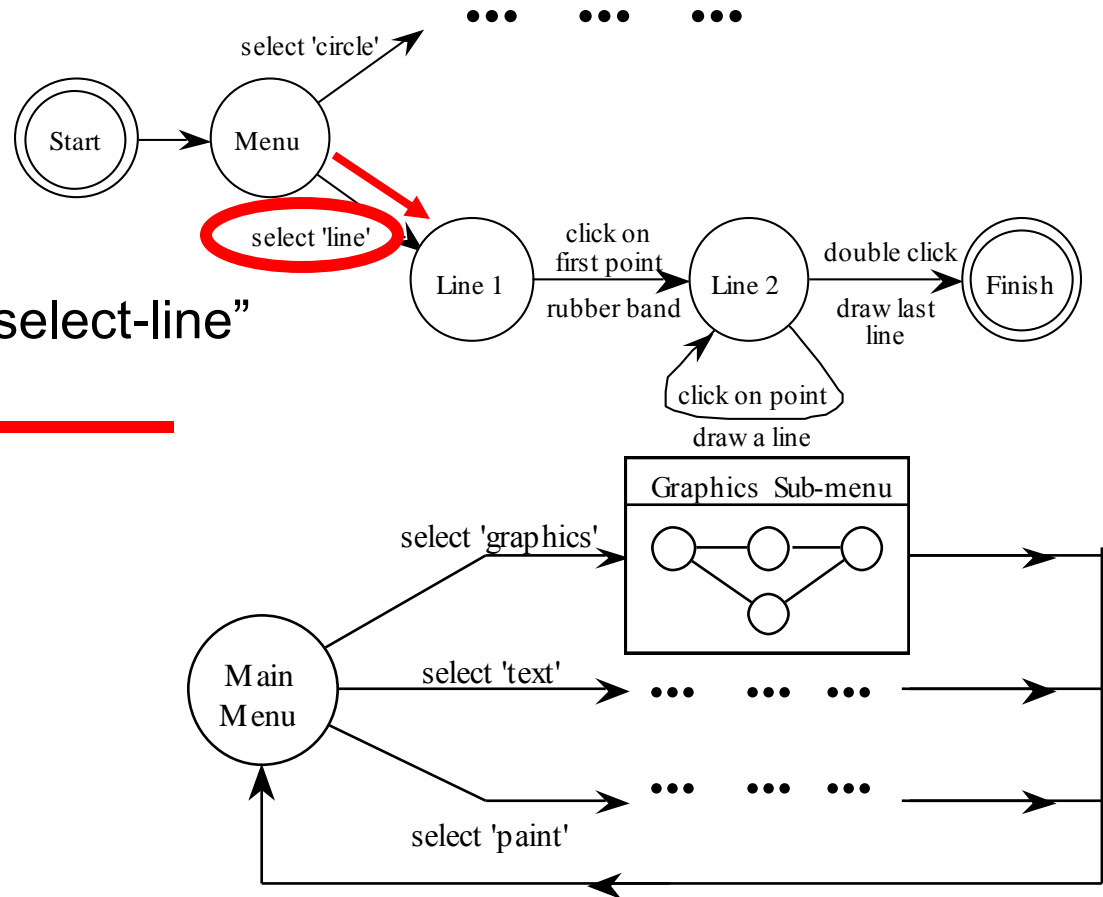 ••• ••• •••
select 'circle'
Start
Menu
select 'line'
Line 1
click on
first point
rubber band
Line 2
double click
draw last
line
Finish
click on point
draw a line
select-line”
Graphics Sub-menu
select 'graphics'
Main
Menu
select 'text'
••• ••• •••
select 'paint'
••• ••• •••